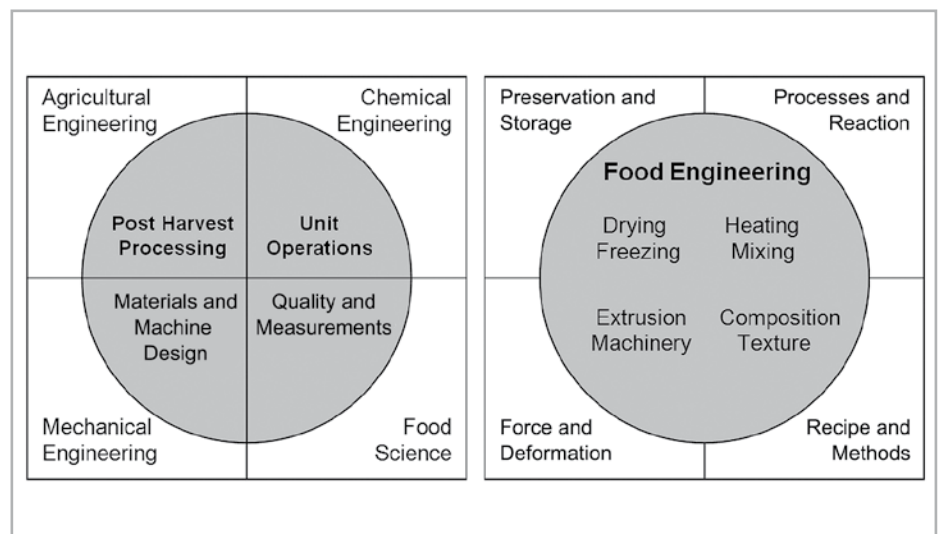 Agricultural
Engineering
Chemical
Engineering
Post Harvest
Processing
Unit
Operations
Materials and
Machine
Design
Quality and
Measurements
Mechanical
Engineering
Food
Science
Preservation and
Storage
Processes and
Reaction
Food Engineering
Drying
Freezing
Heating
Mixing
Extrusion
Machinery
Composition
Texture
Force and
Deformation
Recipe and
Methods